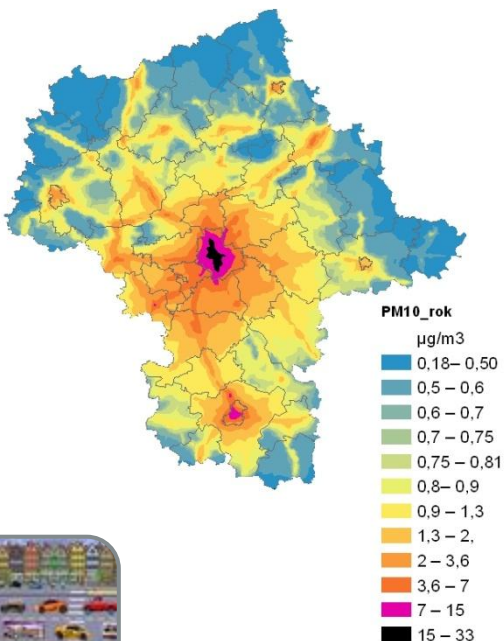 PM10_rok
µg/m3
0,18– 0,50
0,5 – 0,6
0,6 – 0,7
0,7 – 0,75
0,75 – 0,81
0,8– 0,9
0,9 – 1,3
1,3 – 2,
2 – 3,6
3,6 – 7
7 – 15
15 – 33